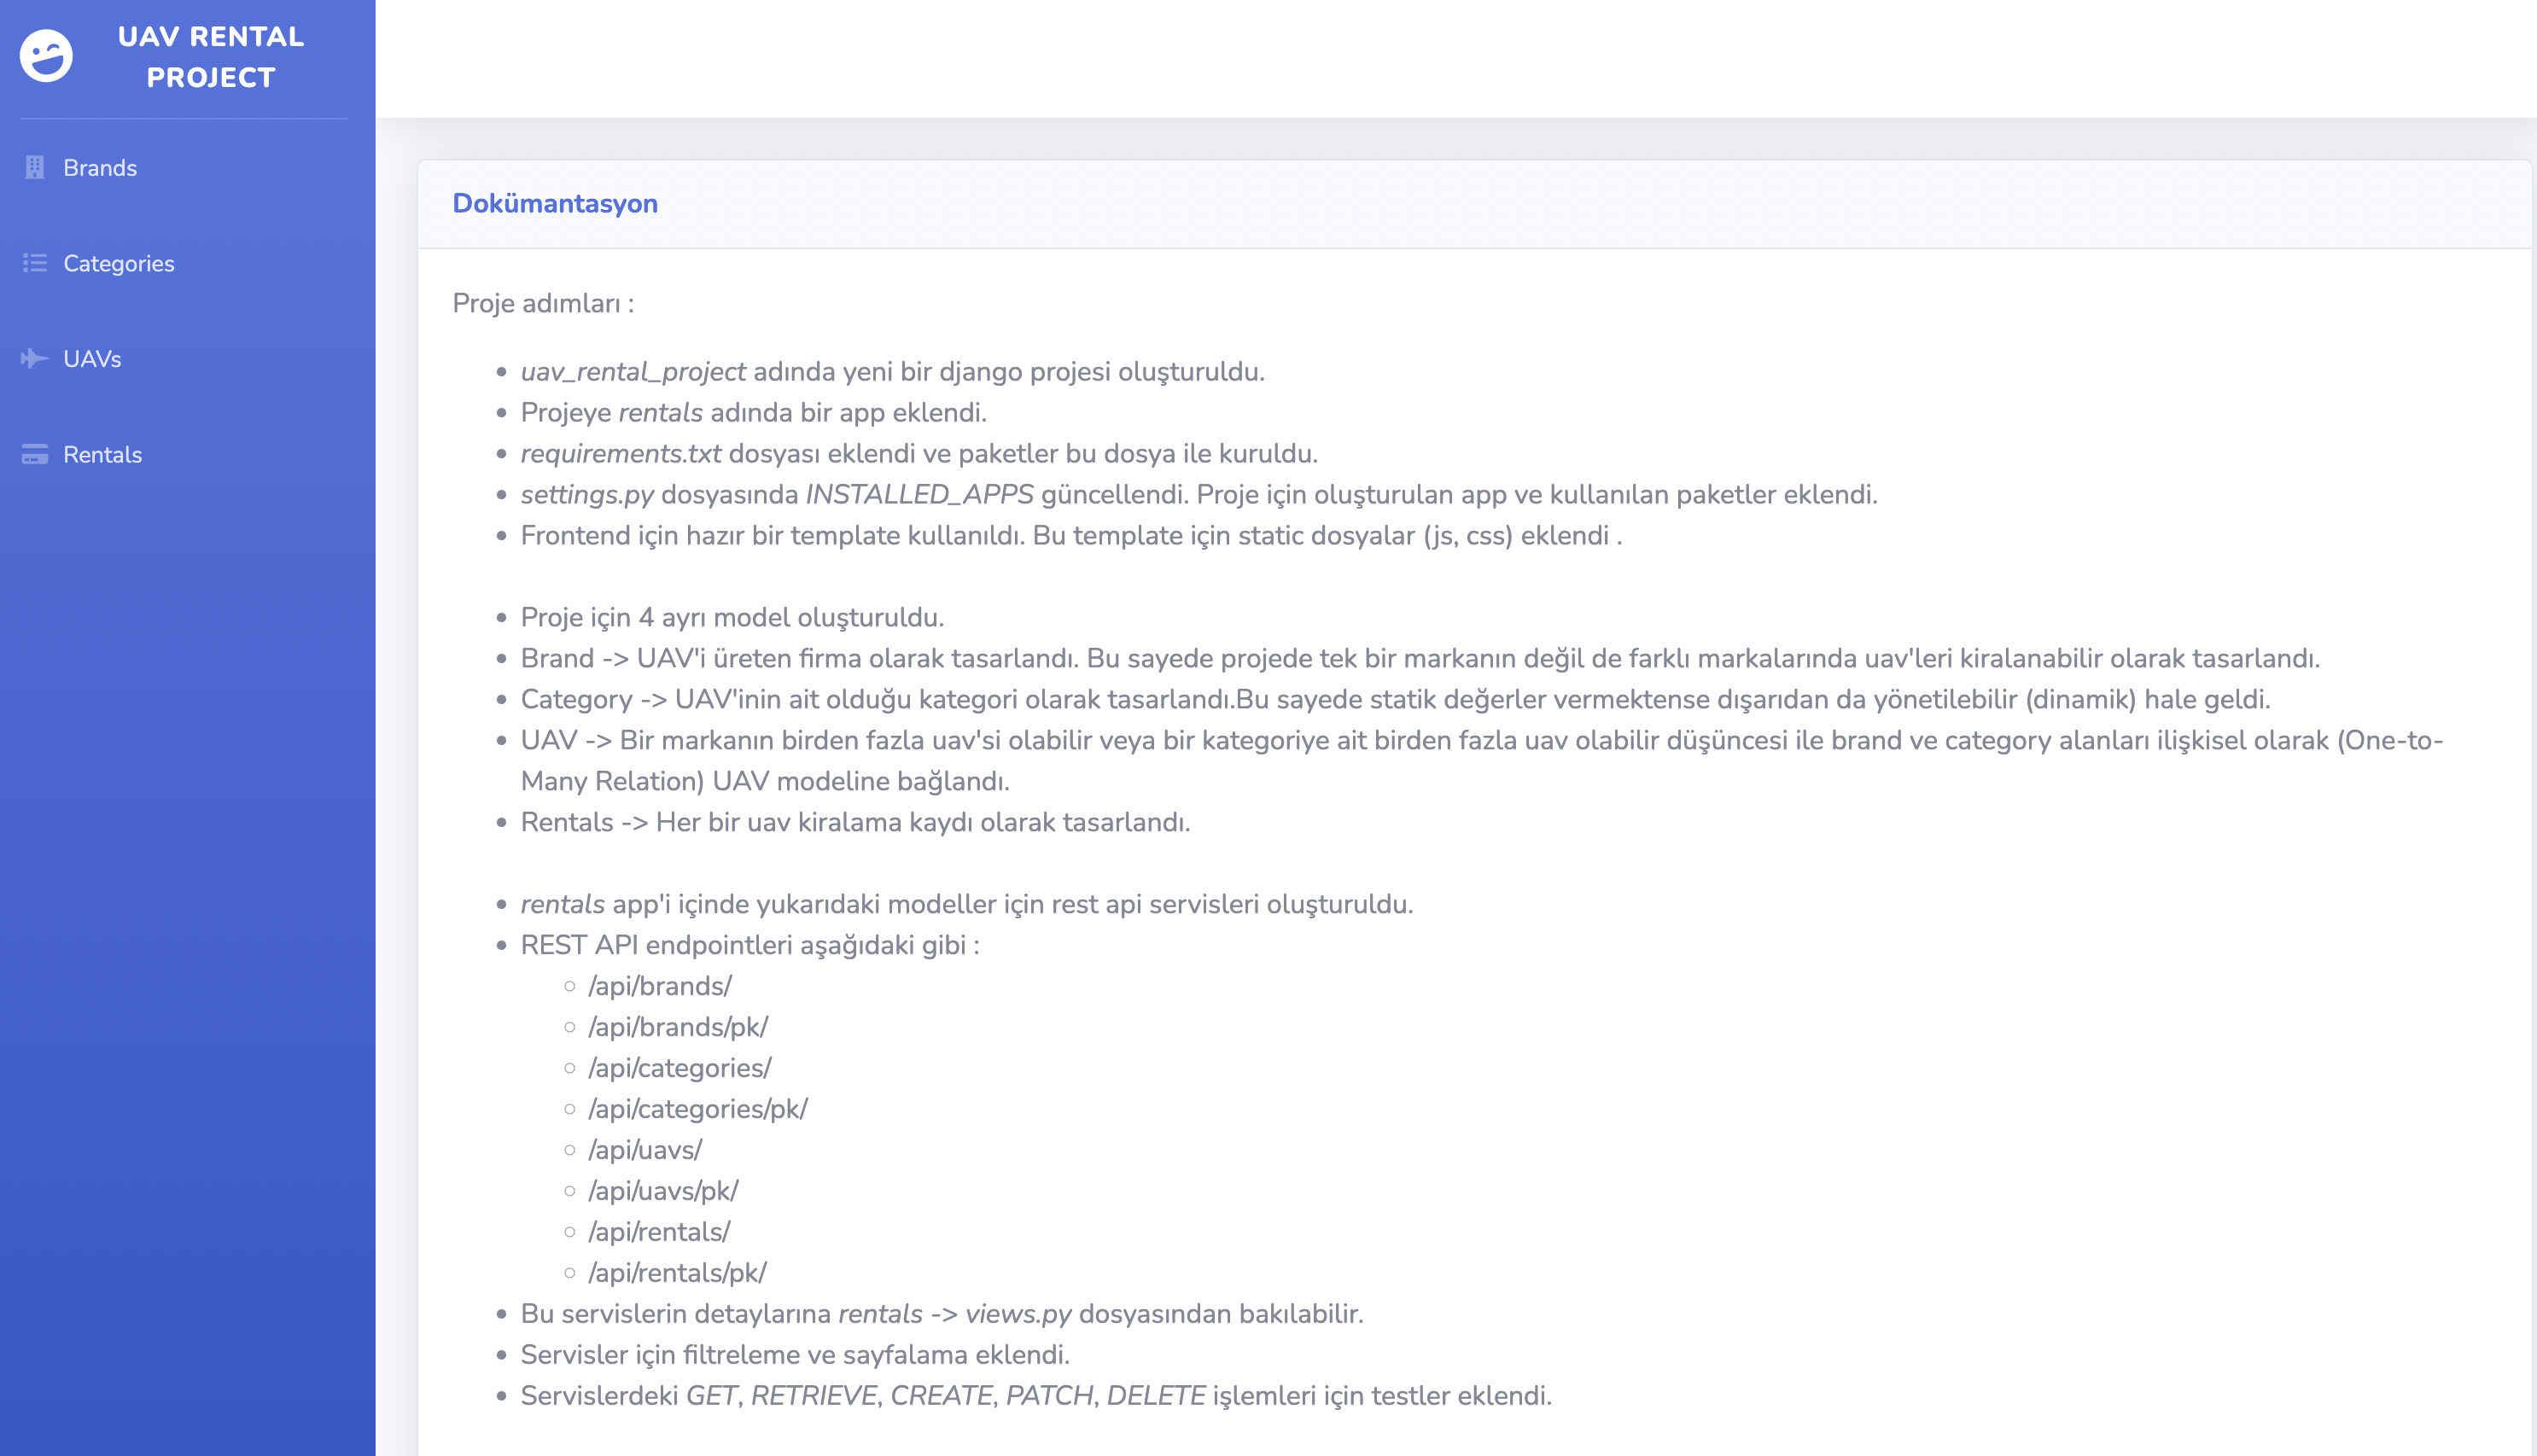 UAV RENTAL
PROJECT
Brands
Categories
UAVs
Rentals
Dokümantasyon
Proje adımları :
uav_rental_project adında yeni bir django projesi oluşturuldu.
Projeye rentals adında bir app eklendi.
requirements.txt dosyası eklendi ve paketler bu dosya ile kuruldu.
settings.py dosyasında INSTALLED_APPS güncellendi. Proje için oluşturulan app ve kullanılan paketler eklendi.
Frontend için hazır bir template kullanıldı. Bu template için static dosyalar (js, css) eklendi .
Proje için 4 ayrı model oluşturuldu.
Brand -> UAV'i üreten firma olarak tasarlandı. Bu sayede projede tek bir markanın değil de farklı markalarında uav'leri kiralanabilir olarak tasarlandı.
Category -> UAV'inin ait olduğu kategori olarak tasarlandı.Bu sayede statik değerler vermektense dışarıdan da yönetilebilir (dinamik) hale geldi.
UAV -> Bir markanın birden fazla uav'si olabilir veya bir kategoriye ait birden fazla uav olabilir düşüncesi ile brand ve category alanları ilişkisel olarak (One-to-
Many Relation) UAV modeline bağlandı.
Rentals -> Her bir uav kiralama kaydı olarak tasarlandı.
rentals app'i içinde yukarıdaki modeller için rest api servisleri oluşturuldu.
REST API endpointleri aşağıdaki gibi :
/api/brands/
/api/brands/pk/
/api/categories/
/api/categories/pk/
/api/uavs/
/api/uavs/pk/
/api/rentals/
/api/rentals/pk/
Bu servislerin detaylarına rentals -> views.py dosyasından bakılabilir.
Servisler için filtreleme ve sayfalama eklendi.
Servislerdeki GET, RETRIEVE, CREATE, PATCH, DELETE işlemleri için testler eklendi.